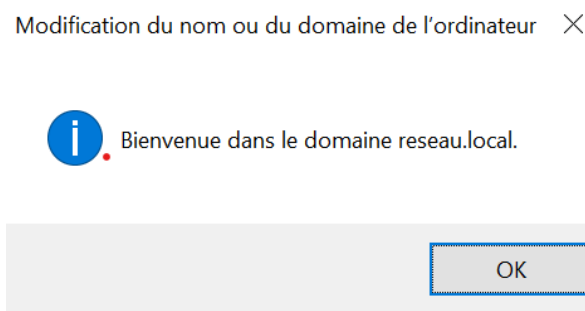 Modification du nom ou du domaine de l'ordinateur
Bienvenue dans le domaine reseau.local.
OK